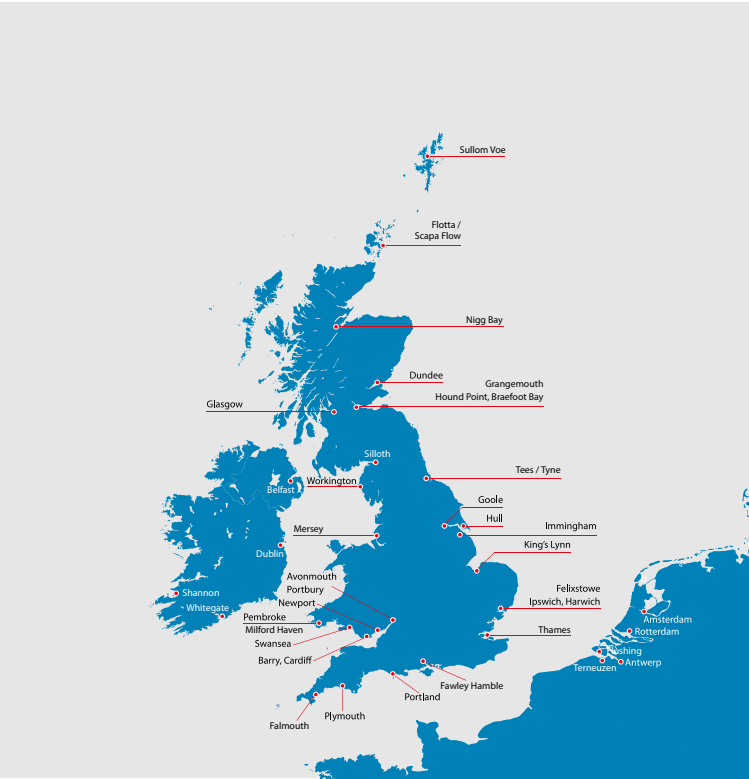 Sullom Voe
Flotta /
Scapa Flow
Nigg Bay
Dundee
Grangemouth
Hound Point, Braefoot Bay
Glasgow
Silloth
Tees / Tyne
Workington
Belfast
Goole
Hull
Immingham
Mersey
King's Lynn
Dublin
Avonmouth
Portbury
Felixstowe
Ipswich, Harwich
Shannon
Newport
Whitegate
Pembroke
Milford Haven
Thames
Amsterdam
Rotterdam
Swansea
Flushing
Barry, Cardiff
Terneuzen
Antwerp
Fawley Hamble
Portland
Plymouth
Falmouth